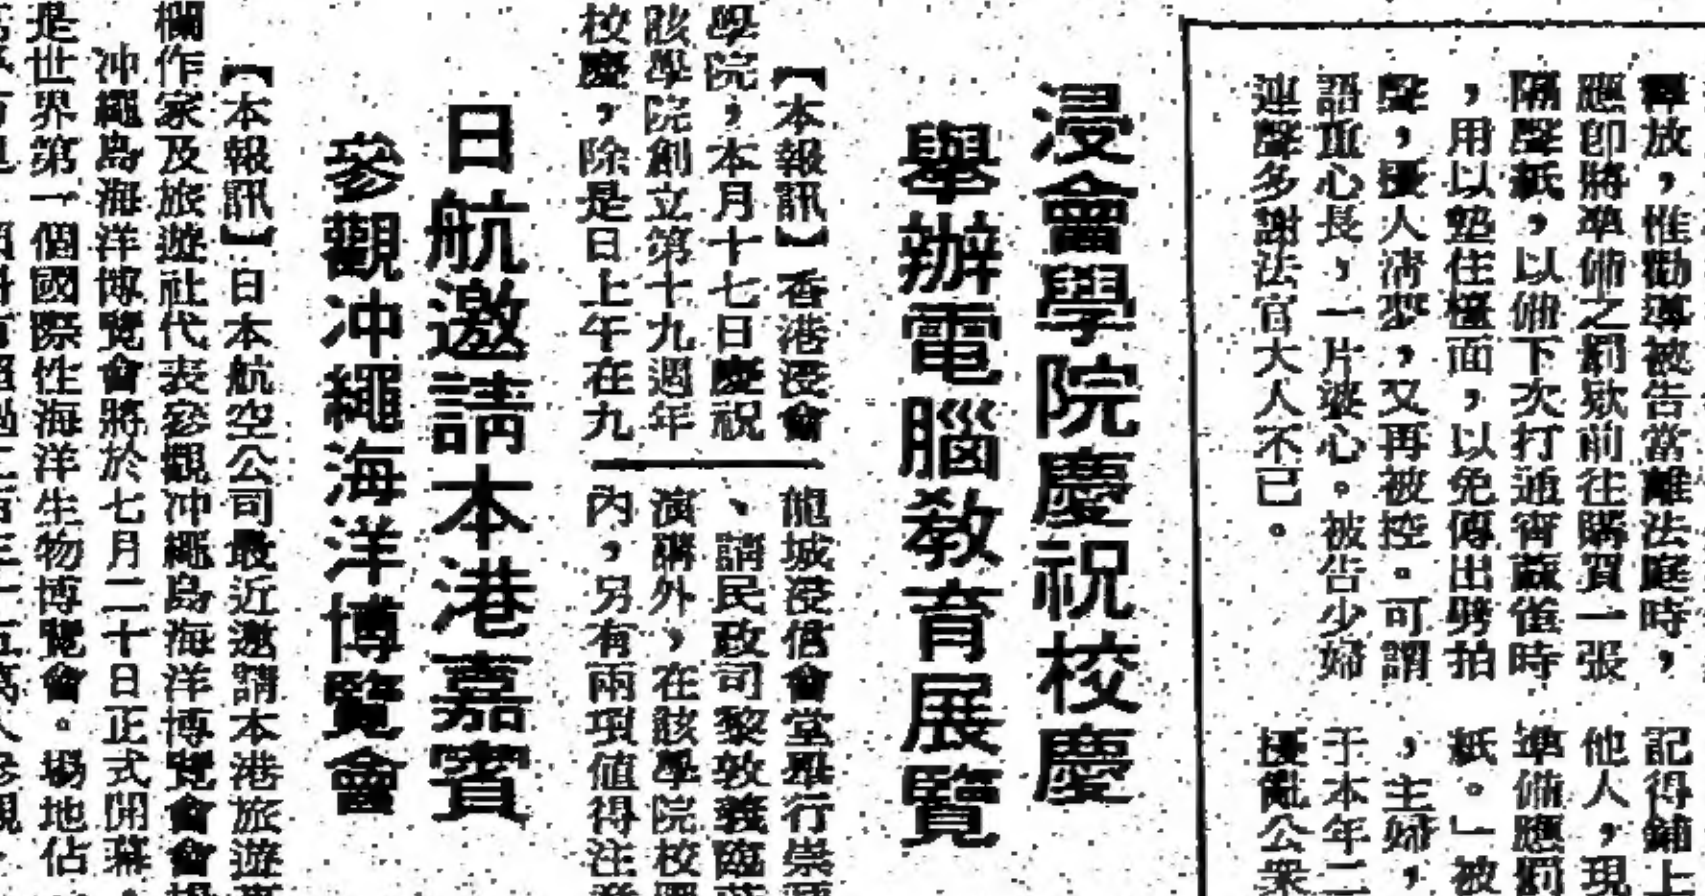 釋放，惟勸導被告當離法庭時，
應卽將準備之罰欵前往購買一張
隔聲紙，以備下次打通宵蔴雀時
，用以墊住檯面，以免傳出劈拍
聲，擾人淸夢，又再被控。可謂
語重心長，一片婆心。被告少婦
連聲多謝法官大人不已。
記得鋪上
他人，現
準備應罰
紙。」被
，主婦，
于本年二
擾亂公衆
浸會學院慶祝校慶
舉辦電腦敎育展覽
【本報訊】香港浸會
學院，本月十七日慶祝
該學院創立第十九週年
校慶，除是日上午在九
龍城浸信會堂舉行崇
、請民政司黎敦義臨
演講外，在該學院校
內，另有兩項値得注
日航邀請本港嘉賓
參觀冲繩海洋博覽會
【本報訊】日本航空公司最近邀請本港旅遊
欄作家及旅遊社代表參觀冲繩島海洋博覽會會
冲繩島海洋博覽會將於七月二十日正式開幕，
是世界第一個國際性海洋生物博覽會。場地佔